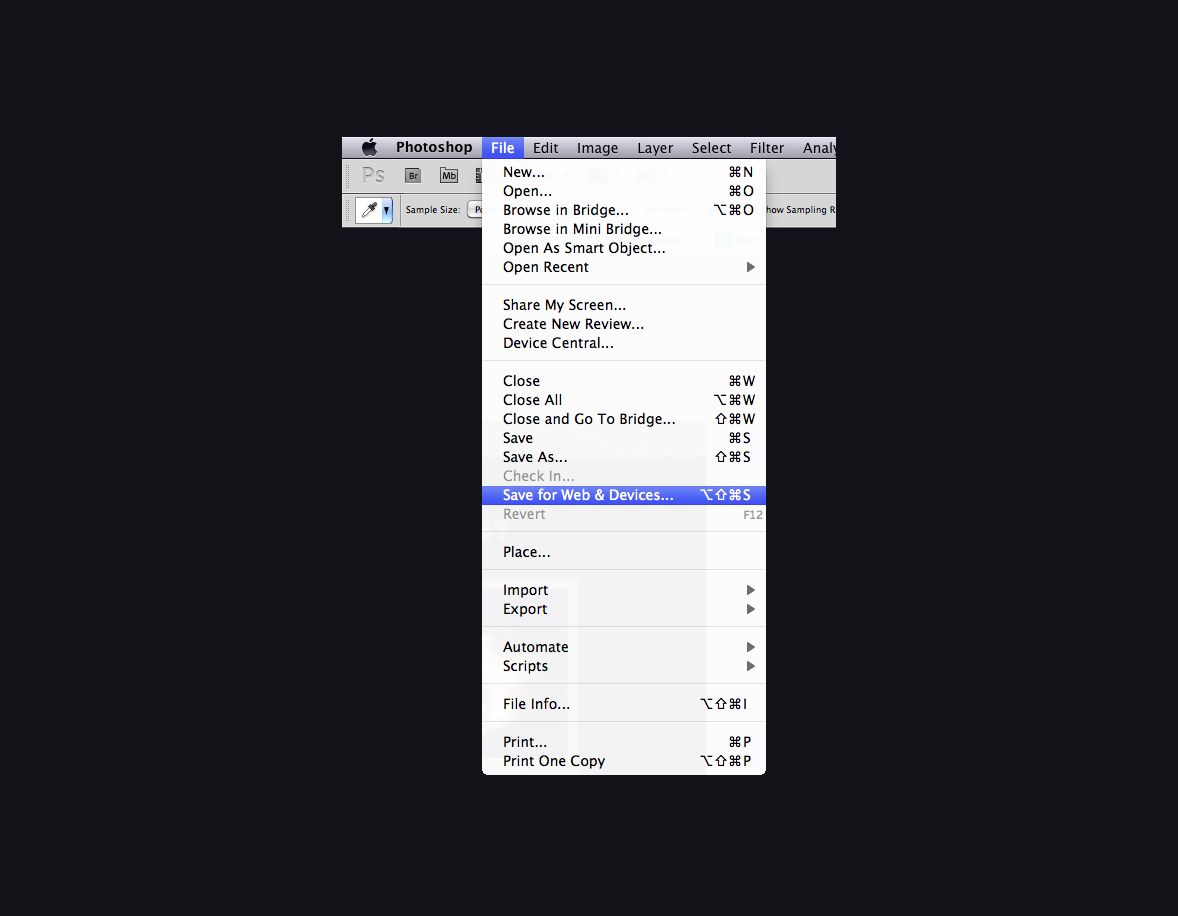 Photoshop File Edit Image Layer Select Filter Analy
Ps Br Mb
Sample Size: how Sampling R
New... ⌘N
Open... ⌘O
Browse in Bridge... ⌥⌘O
Browse in Mini Bridge...
Open As Smart Object...
Open Recent
Share My Screen...
Create New Review...
Device Central...
Close ⌘W
Close All ⌥⌘W
Close and Go To Bridge... ⇧⌘W
Save ⌘S
Save As... ⇧⌘S
Check In...
Save for Web & Devices... ⌥⇧⌘S
Revert F12
Place...
Import
Export
Automate
Scripts
File Info... ⌥⇧⌘I
Print... ⌘P
Print One Copy ⌥⇧⌘P